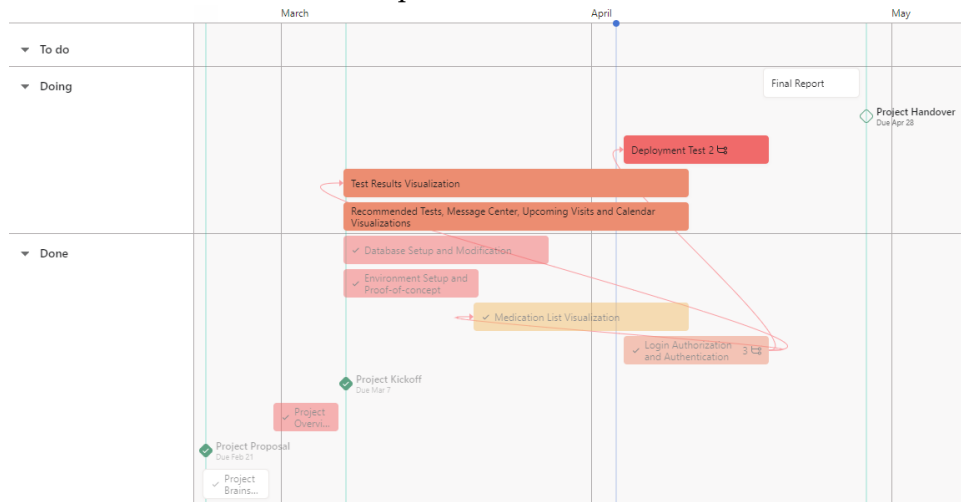 March
April
May
To do
Doing
Final Report
Project Handover
Due Apr 28
Deployment Test 2
Test Results Visualization
Recommended Tests, Message Center, Upcoming Visits and Calendar
Visualizations
Done
Database Setup and Modification
Environment Setup and
Proof-of-concept
Medication List Visualization
Login Authorization
and Authentication
3
Project Kickoff
Due Mar 7
Project
Overvi...
Project Proposal
Due Feb 21
Project
Brains...